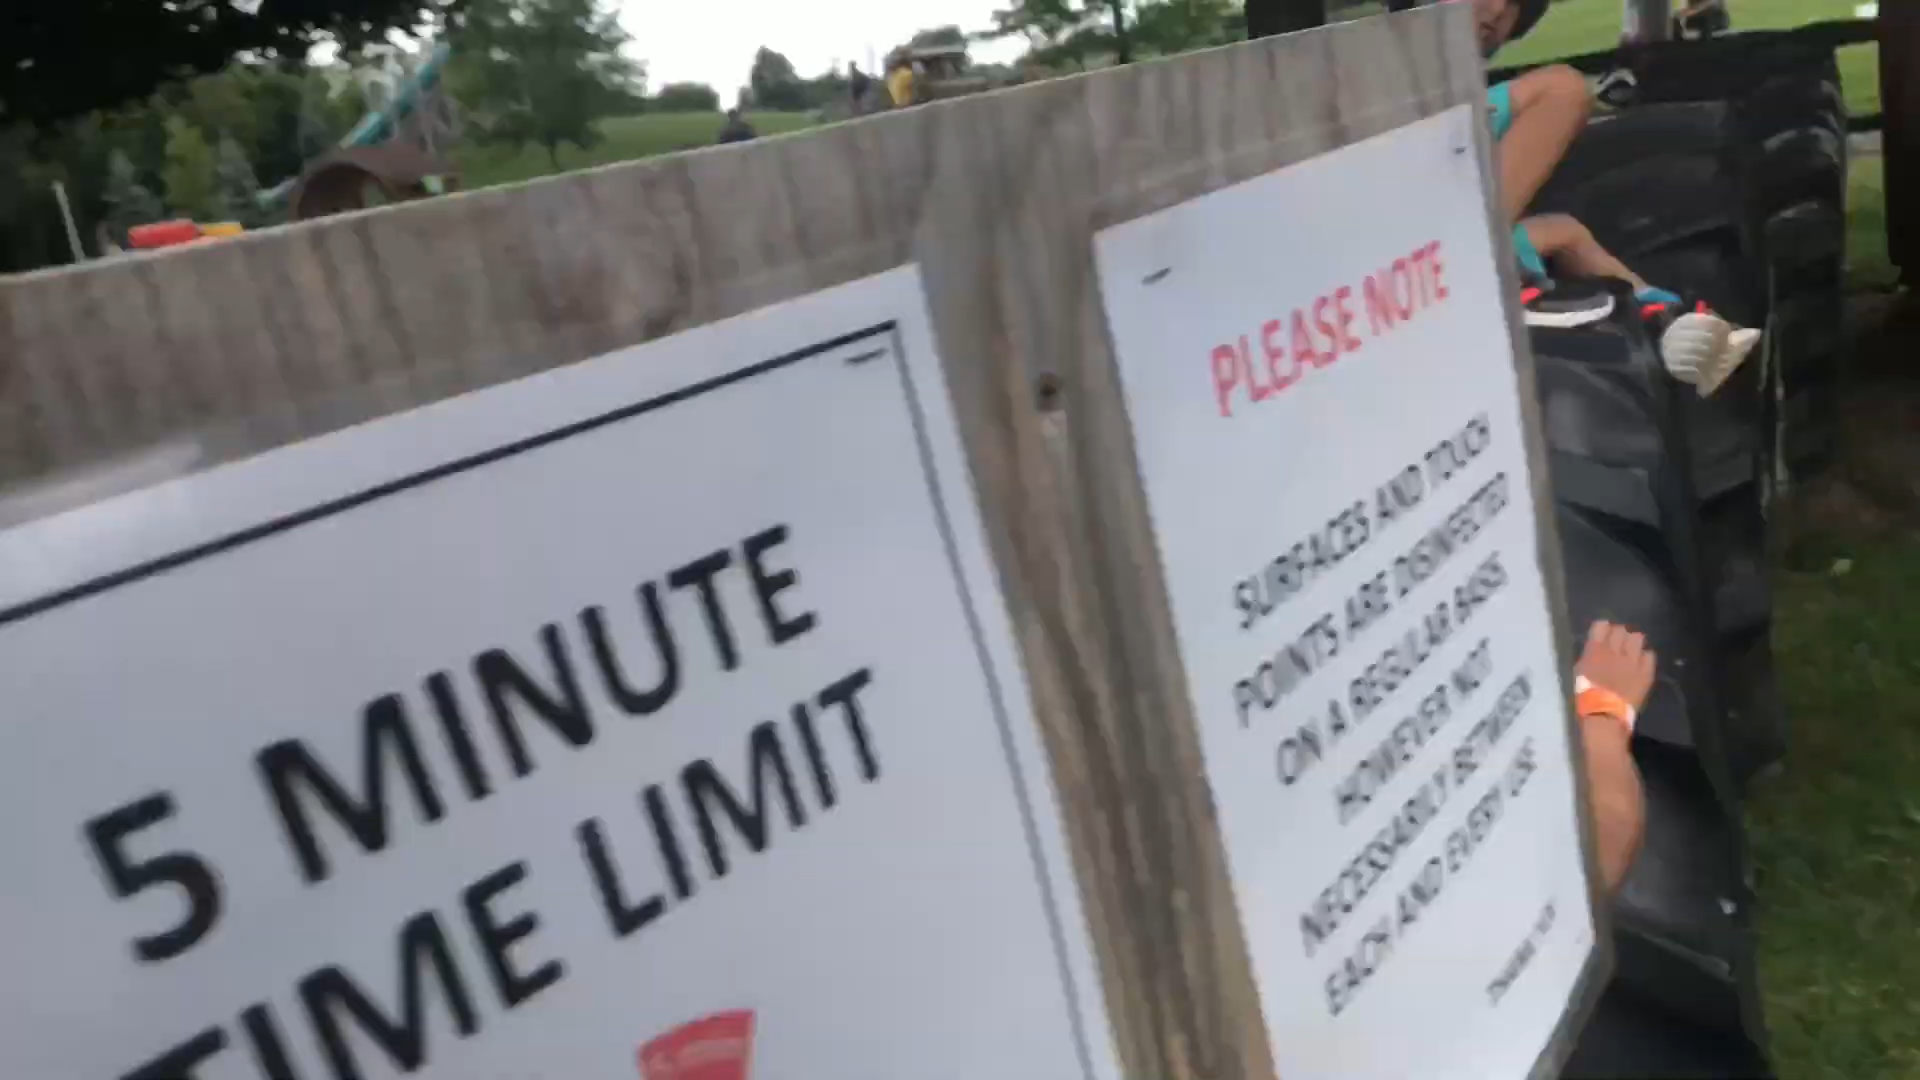 5 MINUTE
TIME LIMIT
PLEASE NOTE
SURFACES AND TOUCH
POINTS ARE DISINFECTED
ON A REGULAR BASIS
HOWEVER NOT
NECESSARILY BETWEEN
EACH AND EVERY USE